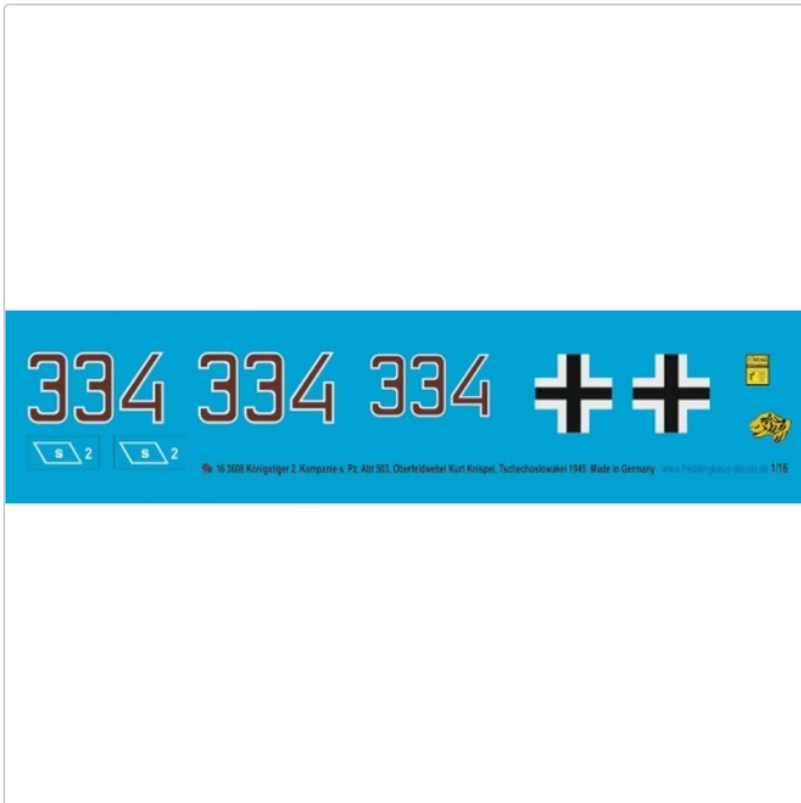 334 334 334
s 2 s 2
16 3608 Königstiger 2. Kompanie s. Pz. Abt 503, Oberfeldwebel Kurt Knispel, Tschechoslowakei 1945 Made in Germany www.Peddinghaus-decals.de 1/16